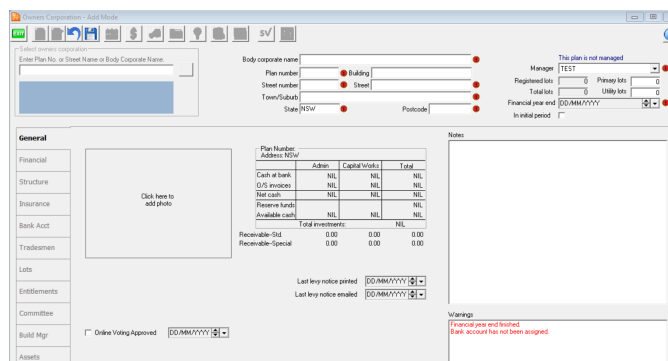 Owners Corporation - Add Mode
EXIT
$
SV
Select owners corporation
Enter Plan No. or Street Name or Body Corporate Name.
Body corporate name
Plan number
Building
Street number
Street
Town/Suburb
State NSW
Postcode
This plan is not managed
Manager TEST
Registered lots 0 Primary lots 0
Total lots 0 Utility lots 0
Financial year end DD/MM/YYYY
In initial period
General
Financial
Structure
Insurance
Bank Acct
Tradesmen
Lots
Entitlements
Committee
Build Mgr
Assets
Click here to
add photo
Plan Number:
Address: NSW
Admin Capital Works Total
Cash at bank NIL NIL NIL
O/S invoices NIL NIL NIL
Net cash NIL NIL NIL
Reserve funds NIL
Available cash NIL NIL NIL
Total investments: NIL
Receivable-Std. 0.00 0.00 0.00
Receivable-Special 0.00 0.00 0.00
Last levy notice printed DD/MM/YYYY
Last levy notice emailed DD/MM/YYYY
Online Voting Approved DD/MM/YYYY
Notes
Warnings
Financial year end finished.
Bank account has not been assigned.